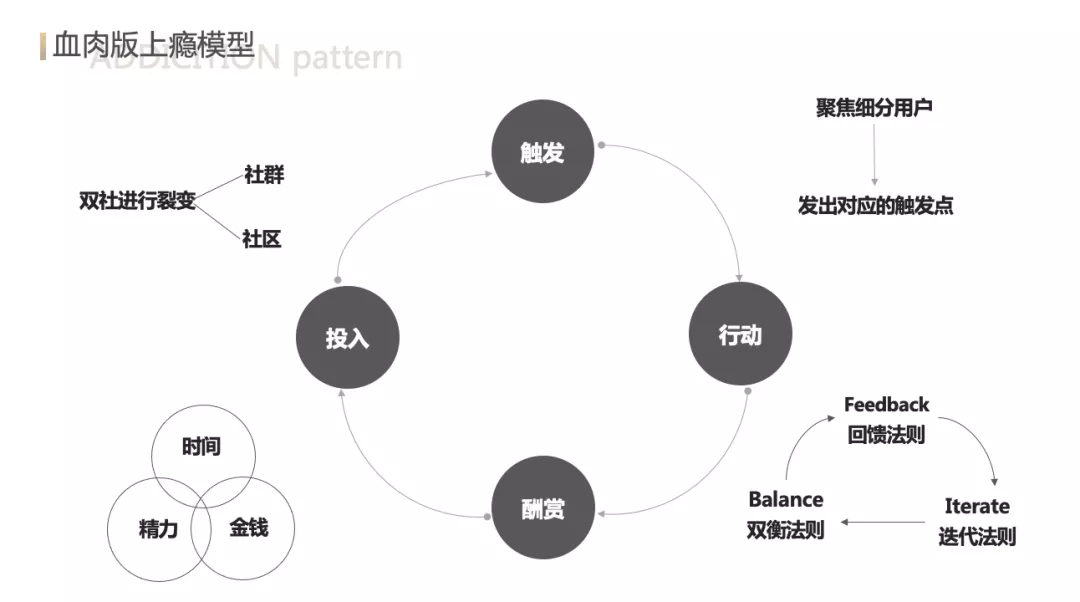 血肉版上瘾模型
ADDICITION pattern
触发
聚焦细分用户
发出对应的触发点
双社进行裂变
社群
社区
投入
行动
酬赏
时间
精力
金钱
Feedback
回馈法则
Balance
双衡法则
Iterate
迭代法则